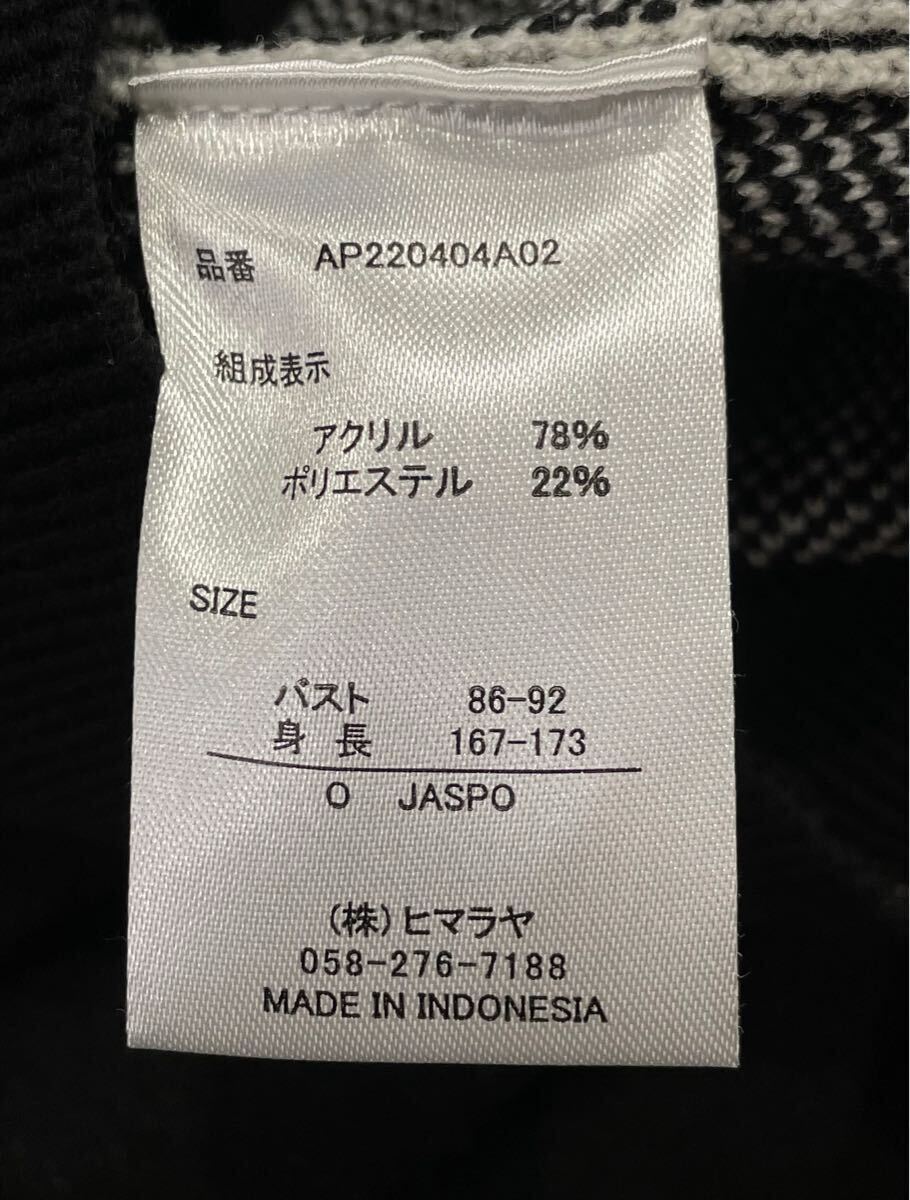 品番 AP220404A02
組成表示
アクリル 78%
ポリエステル 22%
SIZE
バスト 86-92
身 長 167-173
O JASPO
(株)ヒマラヤ
058-276-7188
MADE IN INDONESIA